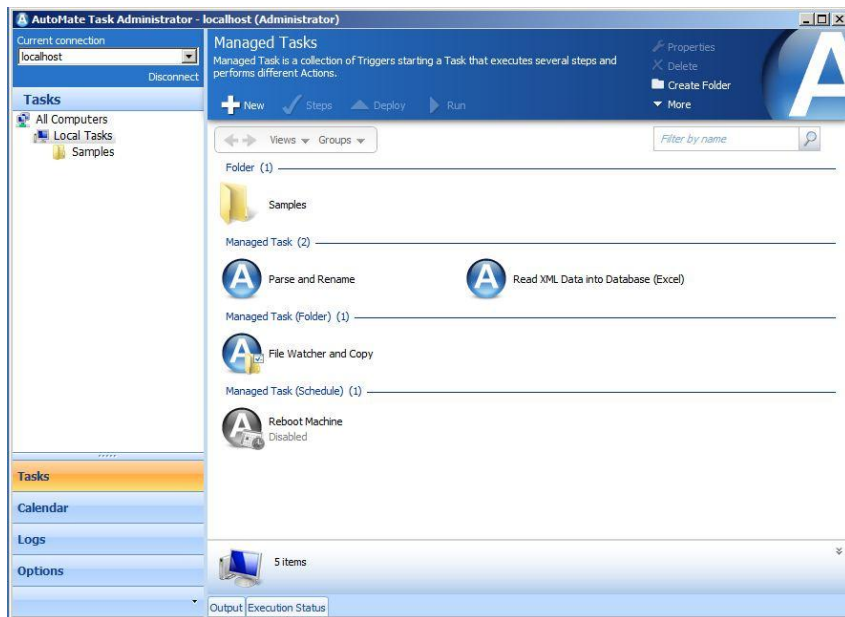 AutoMate Task Administrator - localhost (Administrator)
Current connection
localhost
Disconnect
Tasks
All Computers
Local Tasks
Samples
Managed Tasks
Managed Task is a collection of Triggers starting a Task that executes several steps and
performs different Actions.
New Steps Deploy Run
Properties
Delete
Create Folder
More
Views Groups
Filter by name
Folder (1)
Samples
Managed Task (2)
Parse and Rename
Read XML Data into Database (Excel)
Managed Task (Folder) (1)
File Watcher and Copy
Managed Task (Schedule) (1)
Reboot Machine
Disabled
Tasks
Calendar
Logs
Options
5 items
Output Execution Status